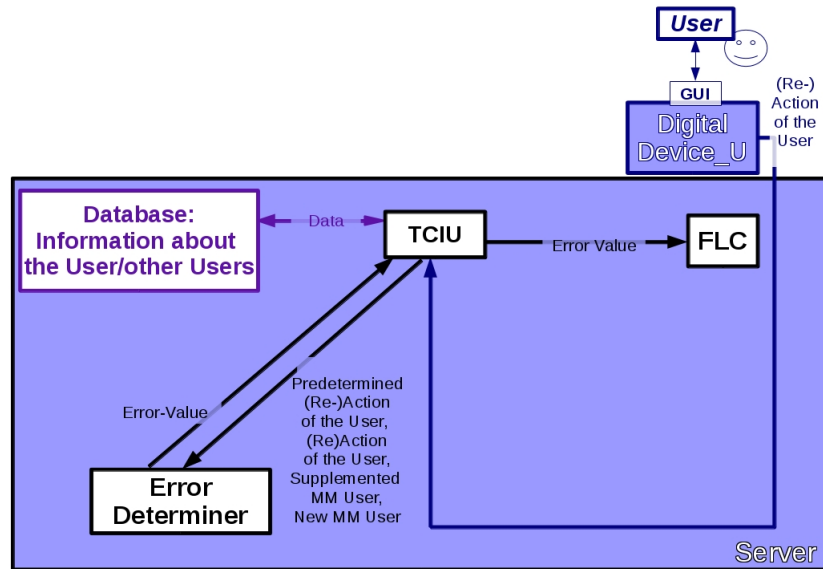 User
GUI
Digital
Device_U
(Re-)
Action
of the
User
Database:
Information about
the User/other Users
Data
TCIU
Error Value
FLC
Error-Value
Predetermined
(Re-)Action
of the User,
(Re)Action
of the User,
Supplemented
MM User,
New MM User
Error
Determiner
Server